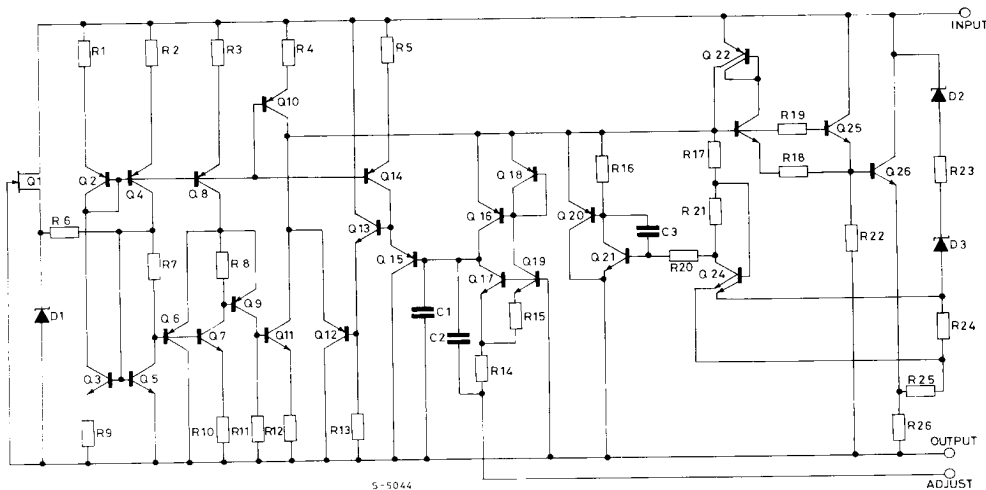 INPUT
R1
R2
R3
R4
R5
Q22
D2
Q10
R19
Q25
Q1
Q2
Q4
Q8
Q14
Q18
R16
R17
R18
Q26
R23
R6
Q13
Q16
Q20
R21
R22
C3
D3
R7
R8
Q15
Q17
Q19
Q21
R20
Q24
Q9
D1
Q6
Q7
Q11
Q12
C1
C2
R15
R24
Q3
Q5
R14
R25
R9
R10
R11
R12
R13
R26
OUTPUT
S-5044
ADJUST